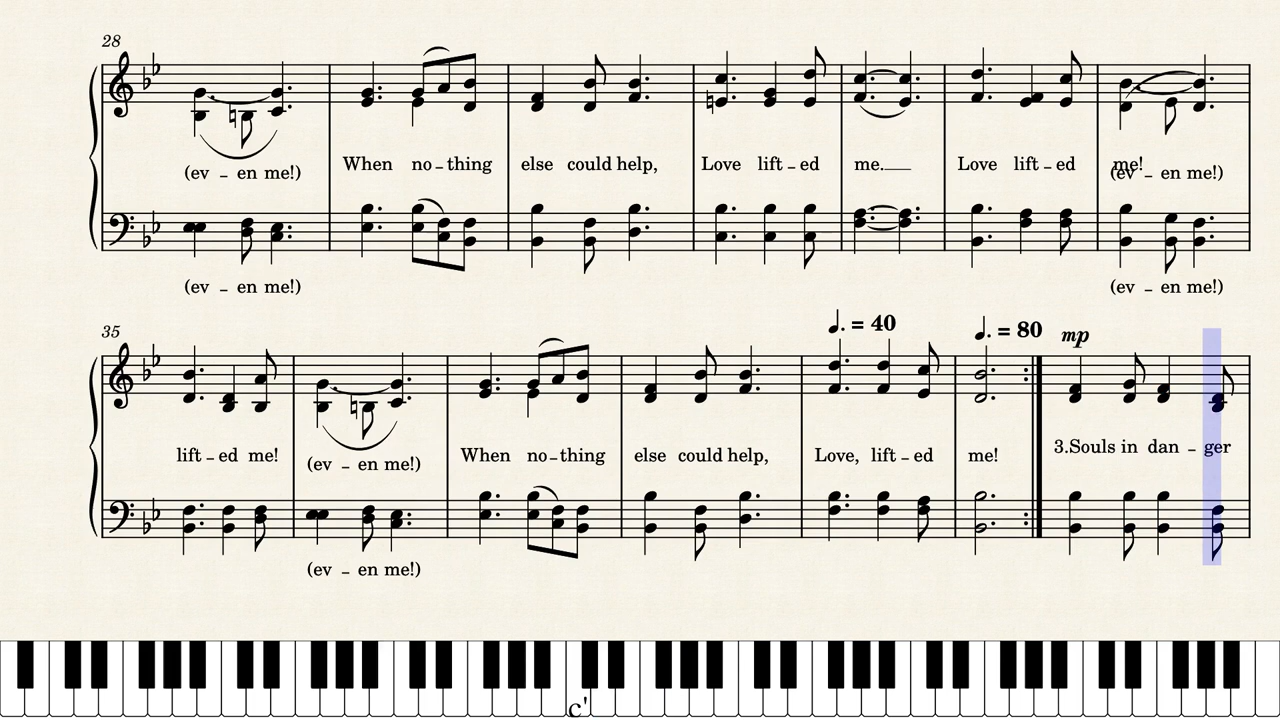 28
When no – thing else could help, Love lift – ed me.___ Love lift – ed me!
(ev – en me!) (ev – en me!)
(ev – en me!) (ev – en me!)
35
♩. = 40 ♩. = 80 mp
lift – ed me! When no – thing else could help, Love, lift – ed me! 3.Souls in dan – ger
(ev – en me!)
(ev – en me!)
c'